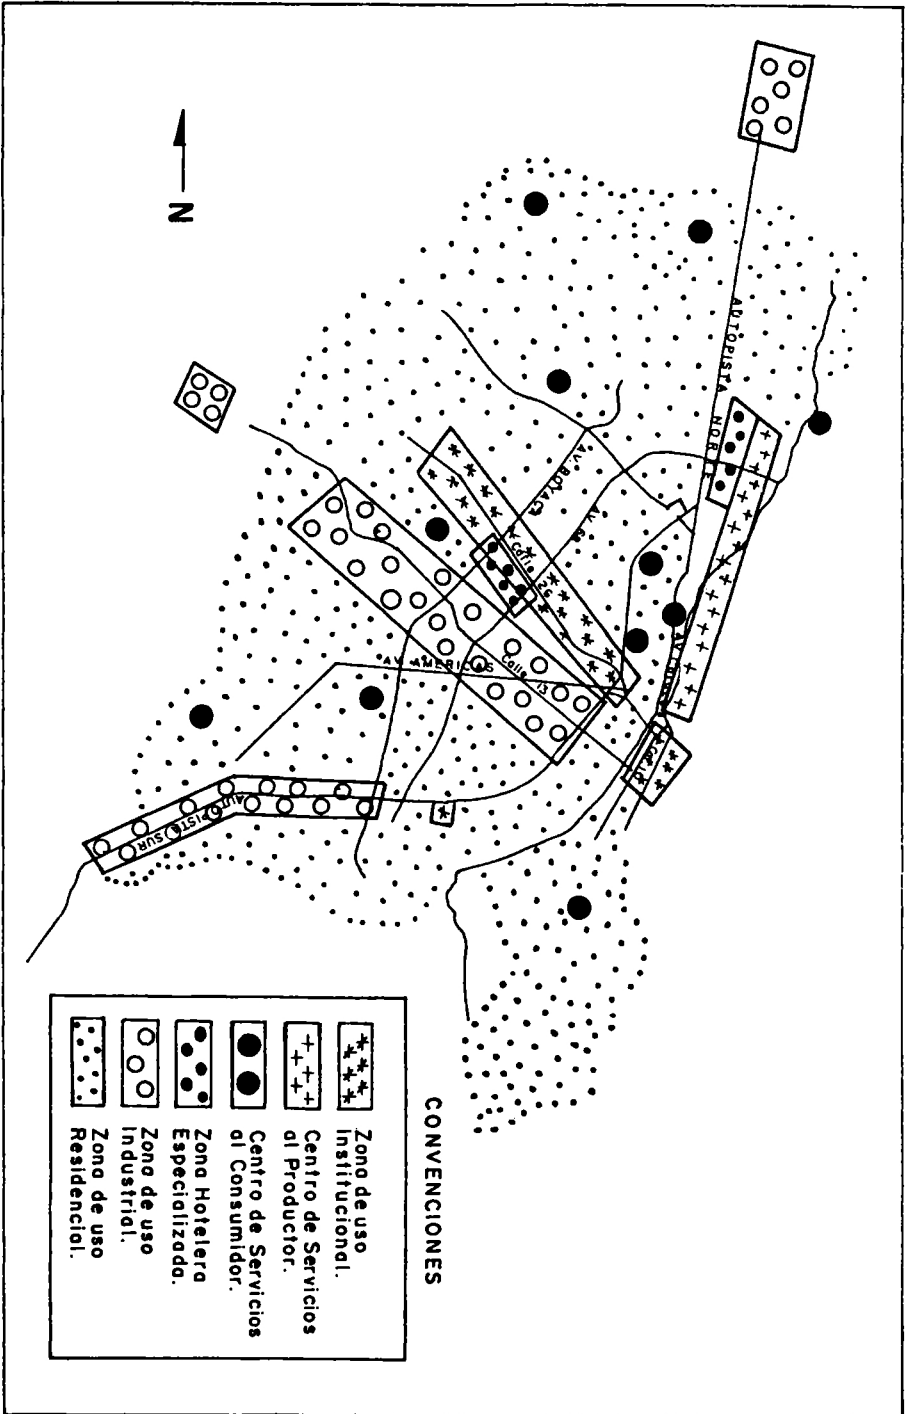 N
AUTOPISTA NORTE
AV. BOYACA
AV. 68
Calle 26
AV. AMERICAS
Calle 13
AUTOPISTA SUR
CONVENCIONES
Zona de uso
Institucional.
Centro de Servicios
al Productor.
Centro de Servicios
al Consumidor.
Zona Hotelera
Especializada.
Zona de uso
Industrial.
Zona de uso
Residencial.